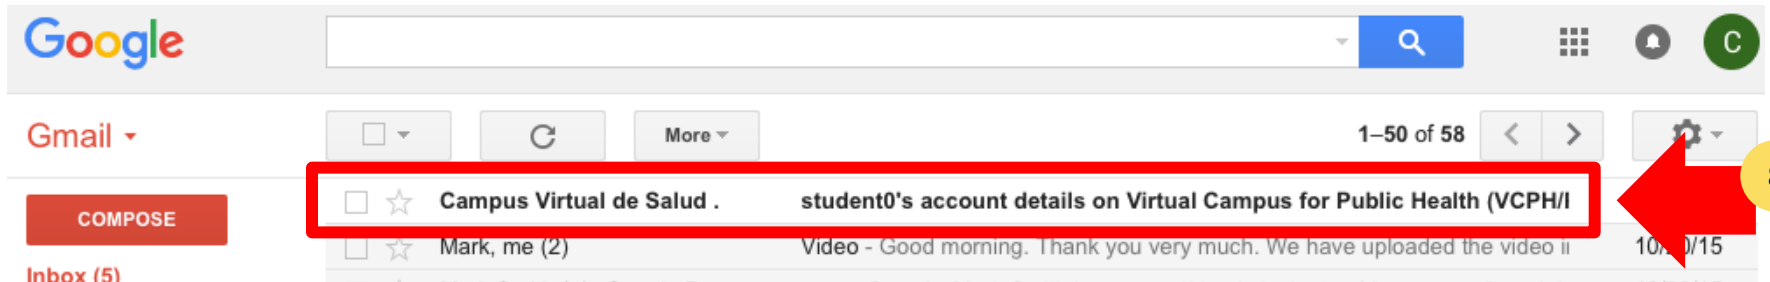 Google
C
Gmail
More
1–50 of 58
COMPOSE
Campus Virtual de Salud .
student0's account details on Virtual Campus for Public Health (VCPH/
Mark, me (2)
Video - Good morning. Thank you very much. We have uploaded the video
Inbox (5)